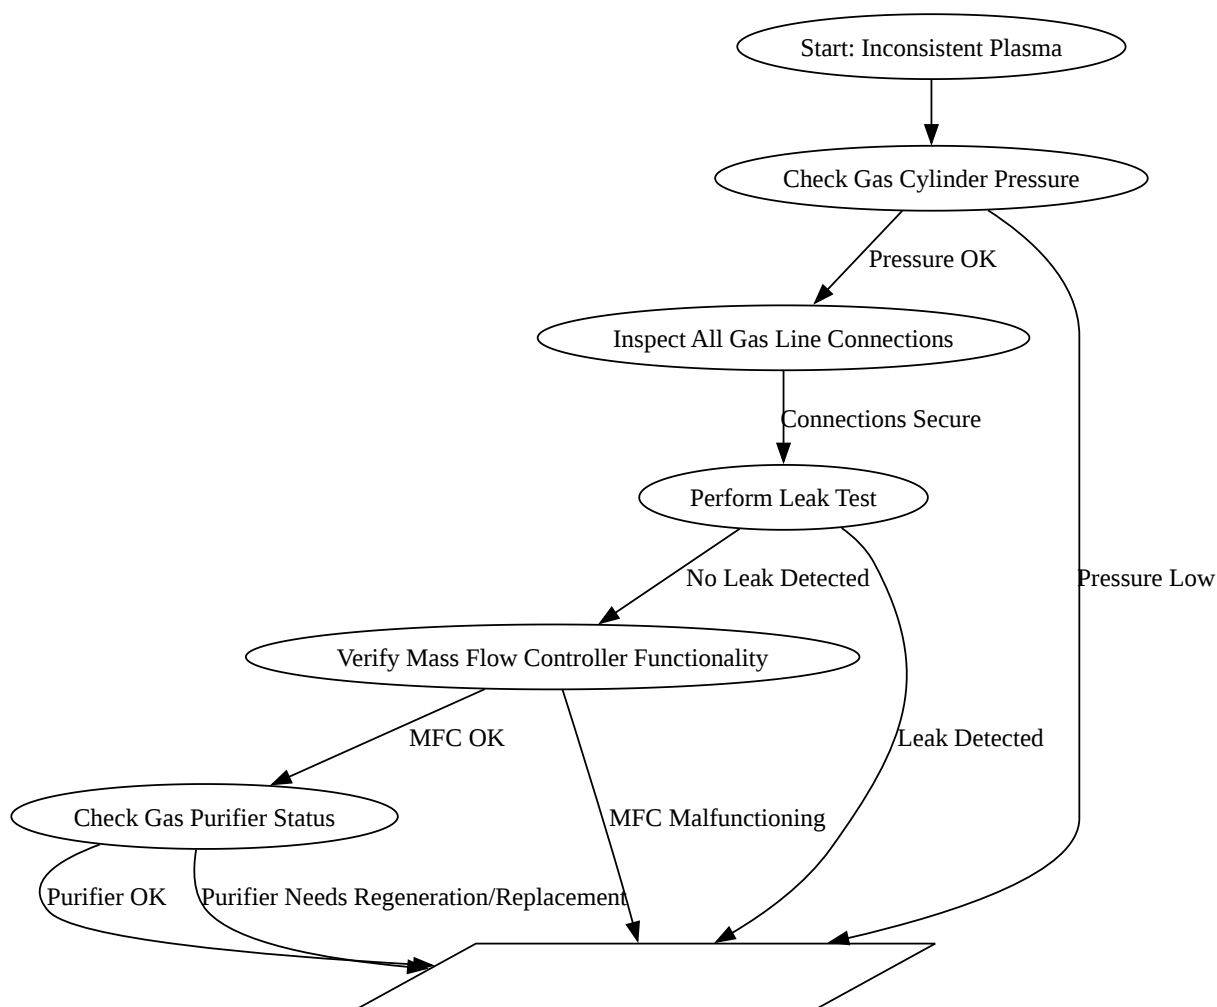 Start: Inconsistent Plasma
Check Gas Cylinder Pressure
Pressure OK
Inspect All Gas Line Connections
Connections Secure
Perform Leak Test
No Leak Detected
Pressure Low
Verify Mass Flow Controller Functionality
MFC OK
Leak Detected
Check Gas Purifier Status
MFC Malfunctioning
Purifier OK
Purifier Needs Regeneration/Replacement